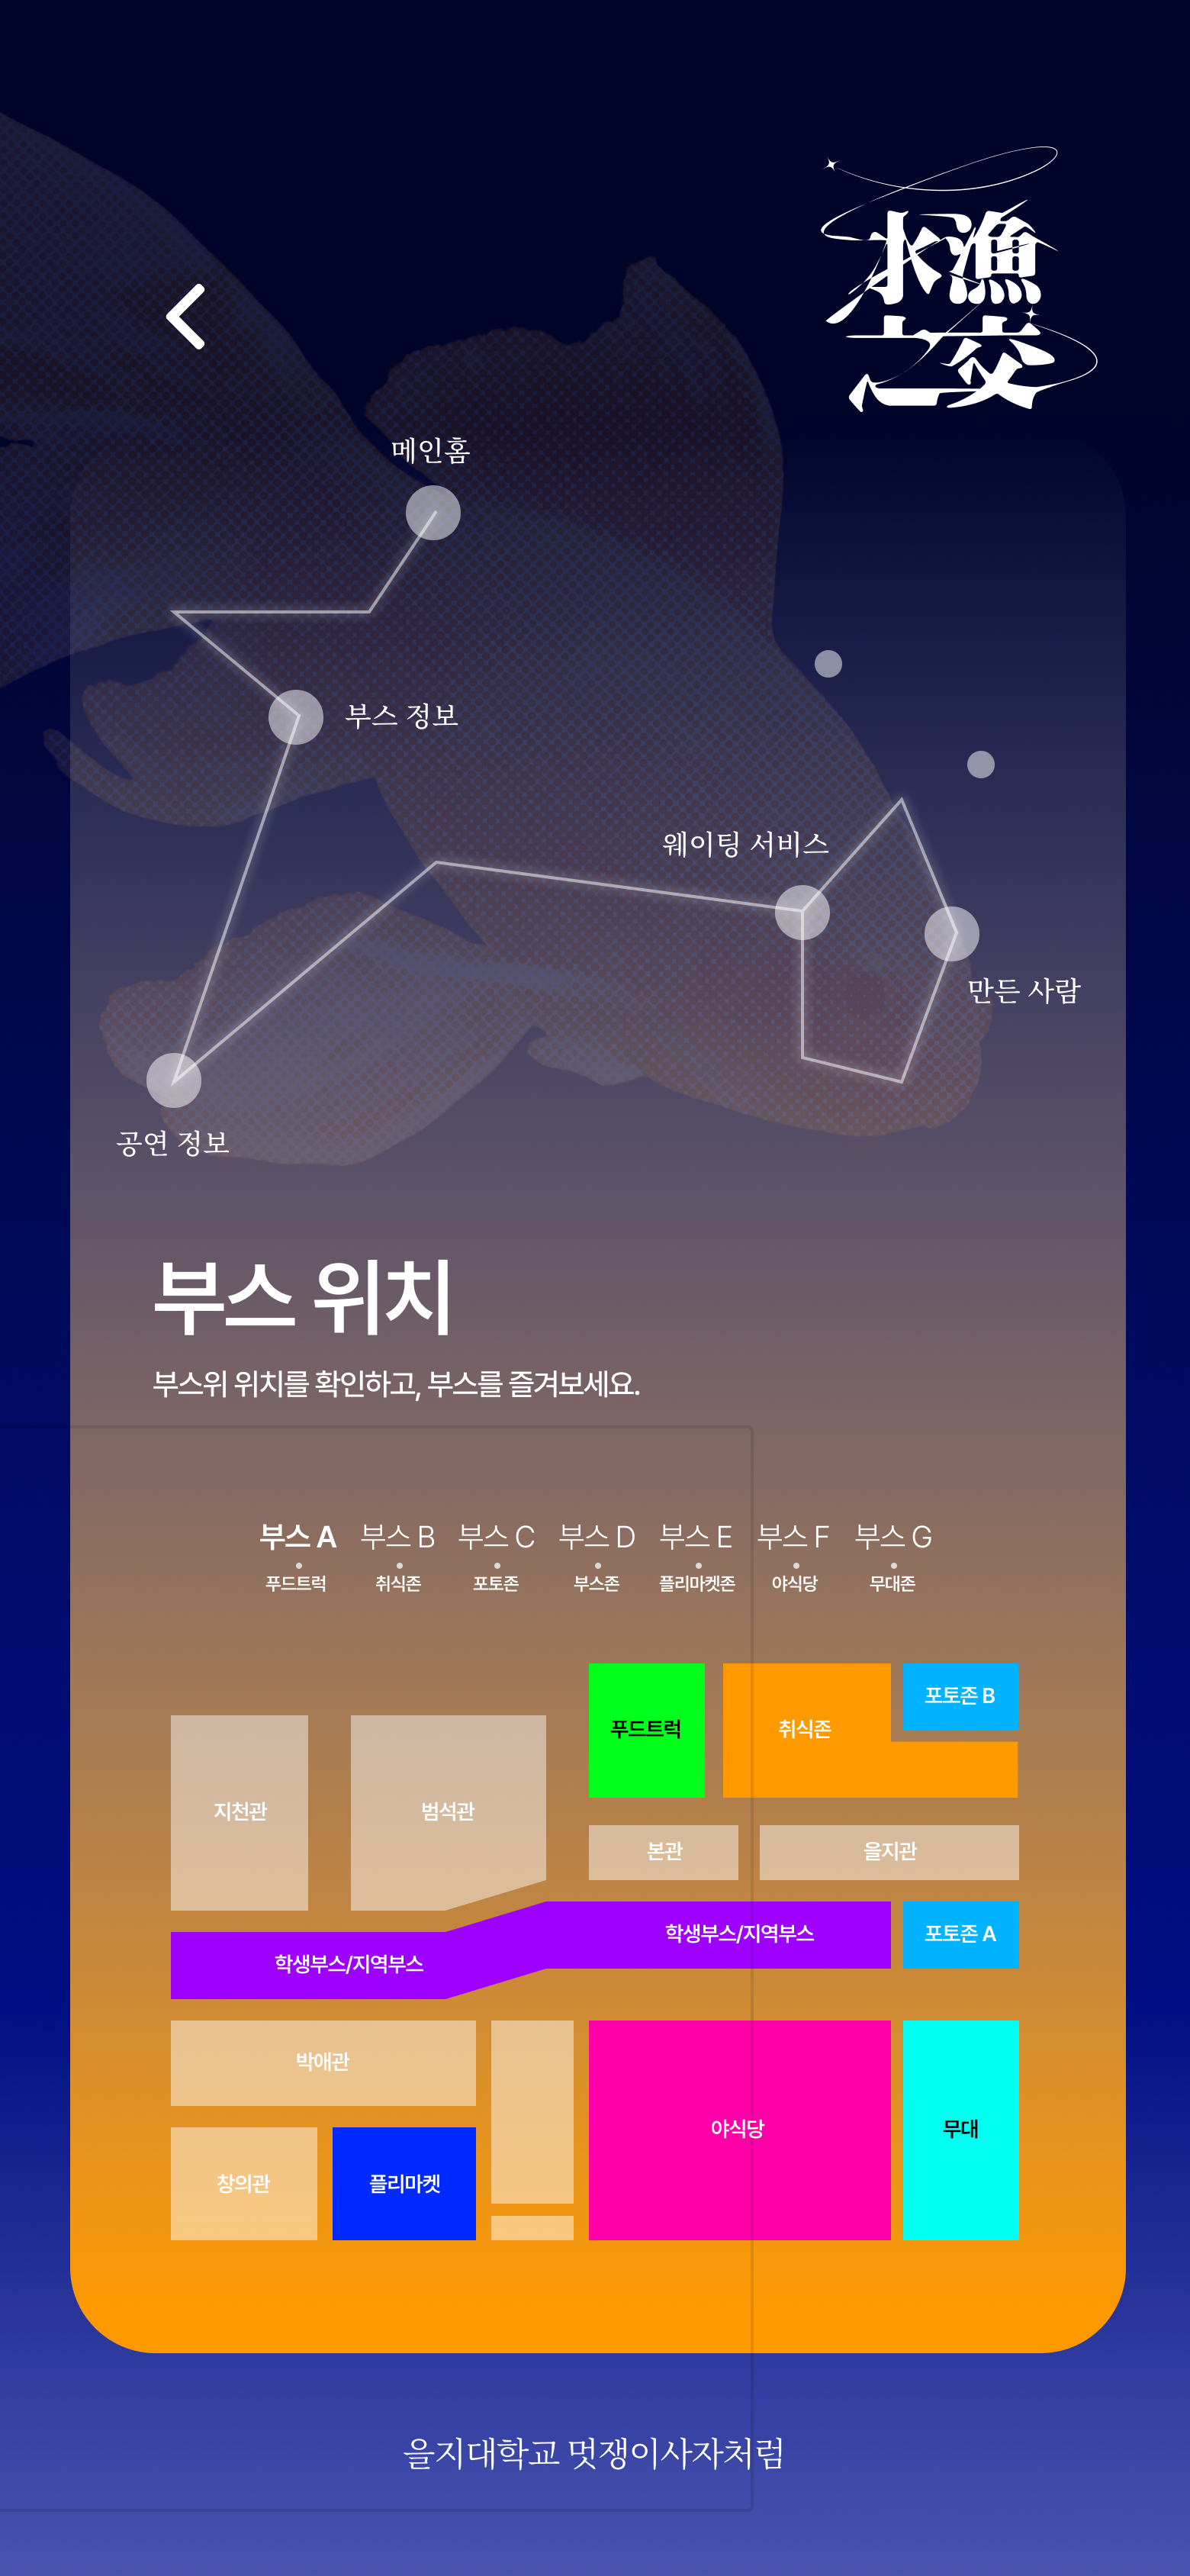 水漁
之交
메인홈
부스 정보
웨이팅 서비스
만든 사람
공연 정보
부스 위치
부스위 위치를 확인하고, 부스를 즐겨보세요.
부스 A 부스 B 부스 C 부스 D 부스 E 부스 F 부스 G
푸드트럭 취식존 포토존 부스존 플리마켓존 야식당 무대존
포토존 B
푸드트럭 취식존
지천관 범석관
본관 을지관
학생부스/지역부스 포토존 A
학생부스/지역부스
박애관
야식당 무대
창의관 플리마켓
을지대학교 멋쟁이사자처럼